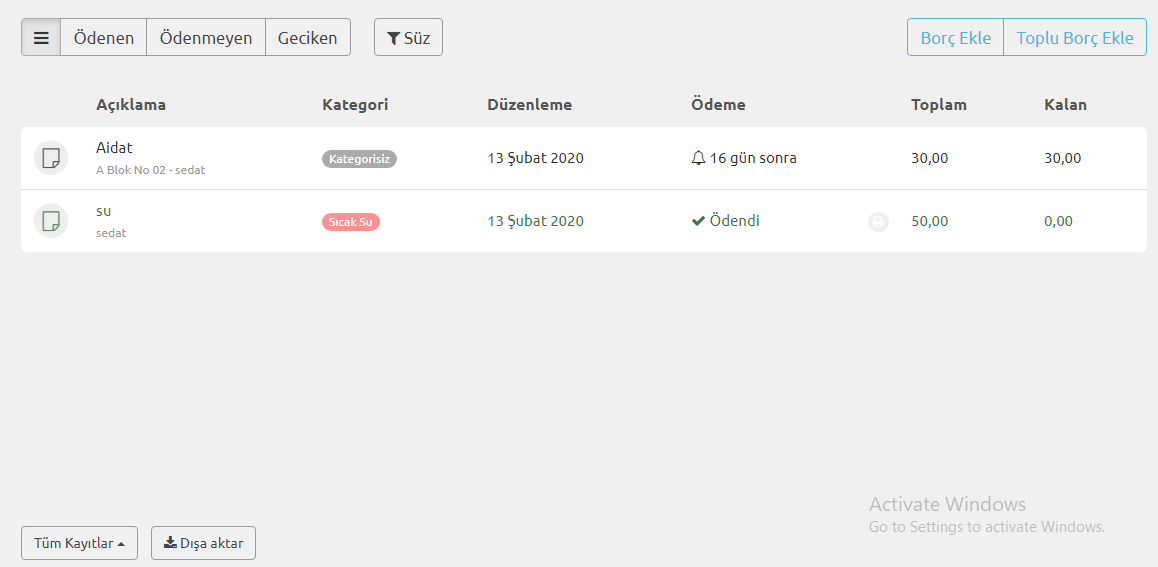 Ödenen Ödenmeyen Geciken Süz Borç Ekle Toplu Borç Ekle
Açıklama Kategori Düzenleme Ödeme Toplam Kalan
Aidat
A Blok No 02 - sedat
Kategorisiz 13 Şubat 2020 16 gün sonra 30,00 30,00
su
sedat
Sıcak Su 13 Şubat 2020 Ödendi 50,00 0,00
Activate Windows
Go to Settings to activate Windows.
Tüm Kayıtlar Dışa aktar